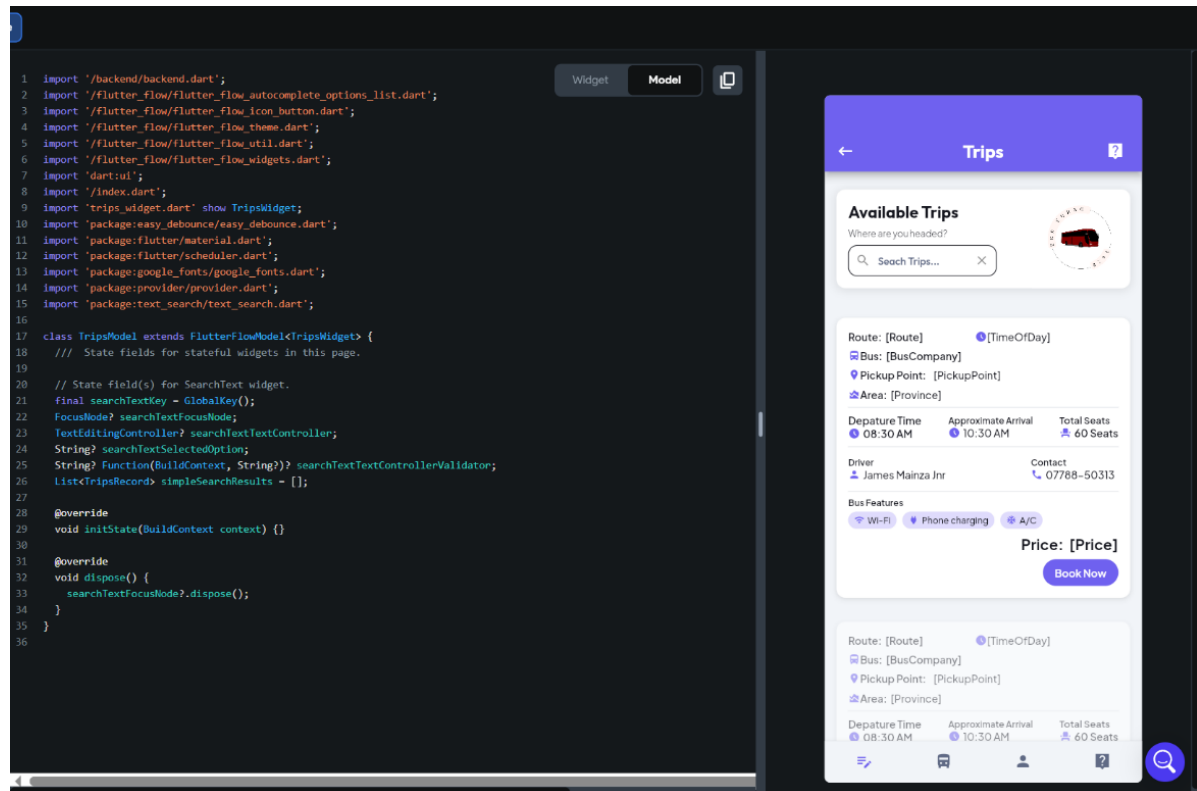 Widget
Model
1 import '/backend/backend.dart';
2 import '/flutter_flow/flutter_flow_autocomplete_options_list.dart';
3 import '/flutter_flow/flutter_flow_icon_button.dart';
4 import '/flutter_flow/flutter_flow_theme.dart';
5 import '/flutter_flow/flutter_flow_util.dart';
6 import '/flutter_flow/flutter_flow_widgets.dart';
7 import 'dart:ui';
8 import '/index.dart';
9 import 'trips_widget.dart' show TripsWidget;
10 import 'package:easy_debounce/easy_debounce.dart';
11 import 'package:flutter/material.dart';
12 import 'package:flutter/scheduler.dart';
13 import 'package:google_fonts/google_fonts.dart';
14 import 'package:provider/provider.dart';
15 import 'package:text_search/text_search.dart';
16
17 class TripsModel extends FlutterFlowModel<TripsWidget> {
18 /// State fields for stateful widgets in this page.
19
20 // State field(s) for SearchText widget.
21 final searchTextKey = GlobalKey();
22 FocusNode? searchTextFocusNode;
23 TextEditingController? searchTextTextController;
24 String? searchTextSelectedOption;
25 String? Function(BuildContext, String?)? searchTextTextControllerValidator;
26 List<TripsRecord> simpleSearchResults = [];
27
28 @override
29 void initState(BuildContext context) {}
30
31 @override
32 void dispose() {
33 searchTextFocusNode?.dispose();
34 }
35 }
36
Trips
Available Trips
Where are you headed?
Seach Trips...
Route: [Route] [TimeOfDay]
Bus: [BusCompany]
Pickup Point: [PickupPoint]
Area: [Province]
Depature Time Approximate Arrival Total Seats
08:30 AM 10:30 AM 60 Seats
Driver Contact
James Mainza Jnr 07788-50313
Bus Features
Wi-Fi Phone charging A/C
Price: [Price]
Book Now
Route: [Route] [TimeOfDay]
Bus: [BusCompany]
Pickup Point: [PickupPoint]
Area: [Province]
Depature Time Approximate Arrival Total Seats
08:30 AM 10:30 AM 60 Seats